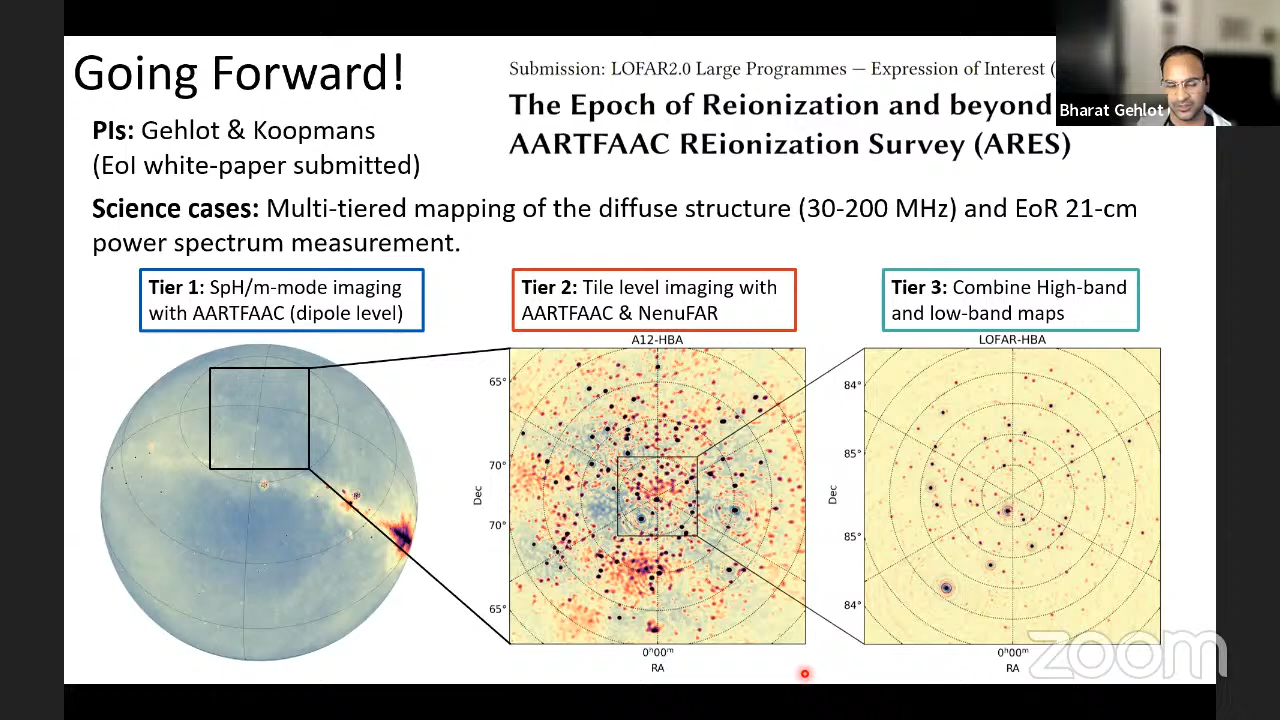 Going Forward!
Submission: LOFAR2.0 Large Programmes — Expression of Interest (
The Epoch of Reionization and beyond
AARTFAAC REionization Survey (ARES)
Bharat Gehlot
PIs: Gehlot & Koopmans
(EoI white-paper submitted)
Science cases: Multi-tiered mapping of the diffuse structure (30-200 MHz) and EoR 21-cm
power spectrum measurement.
Tier 1: SpH/m-mode imaging
with AARTFAAC (dipole level)
Tier 2: Tile level imaging with
AARTFAAC & NenuFAR
Tier 3: Combine High-band
and low-band maps
A12-HBA
65°
70°
70°
65°
Dec
0ʰ00ᵐ
RA
LOFAR-HBA
84°
85°
85°
84°
Dec
0ʰ00ᵐ
RA
zoom